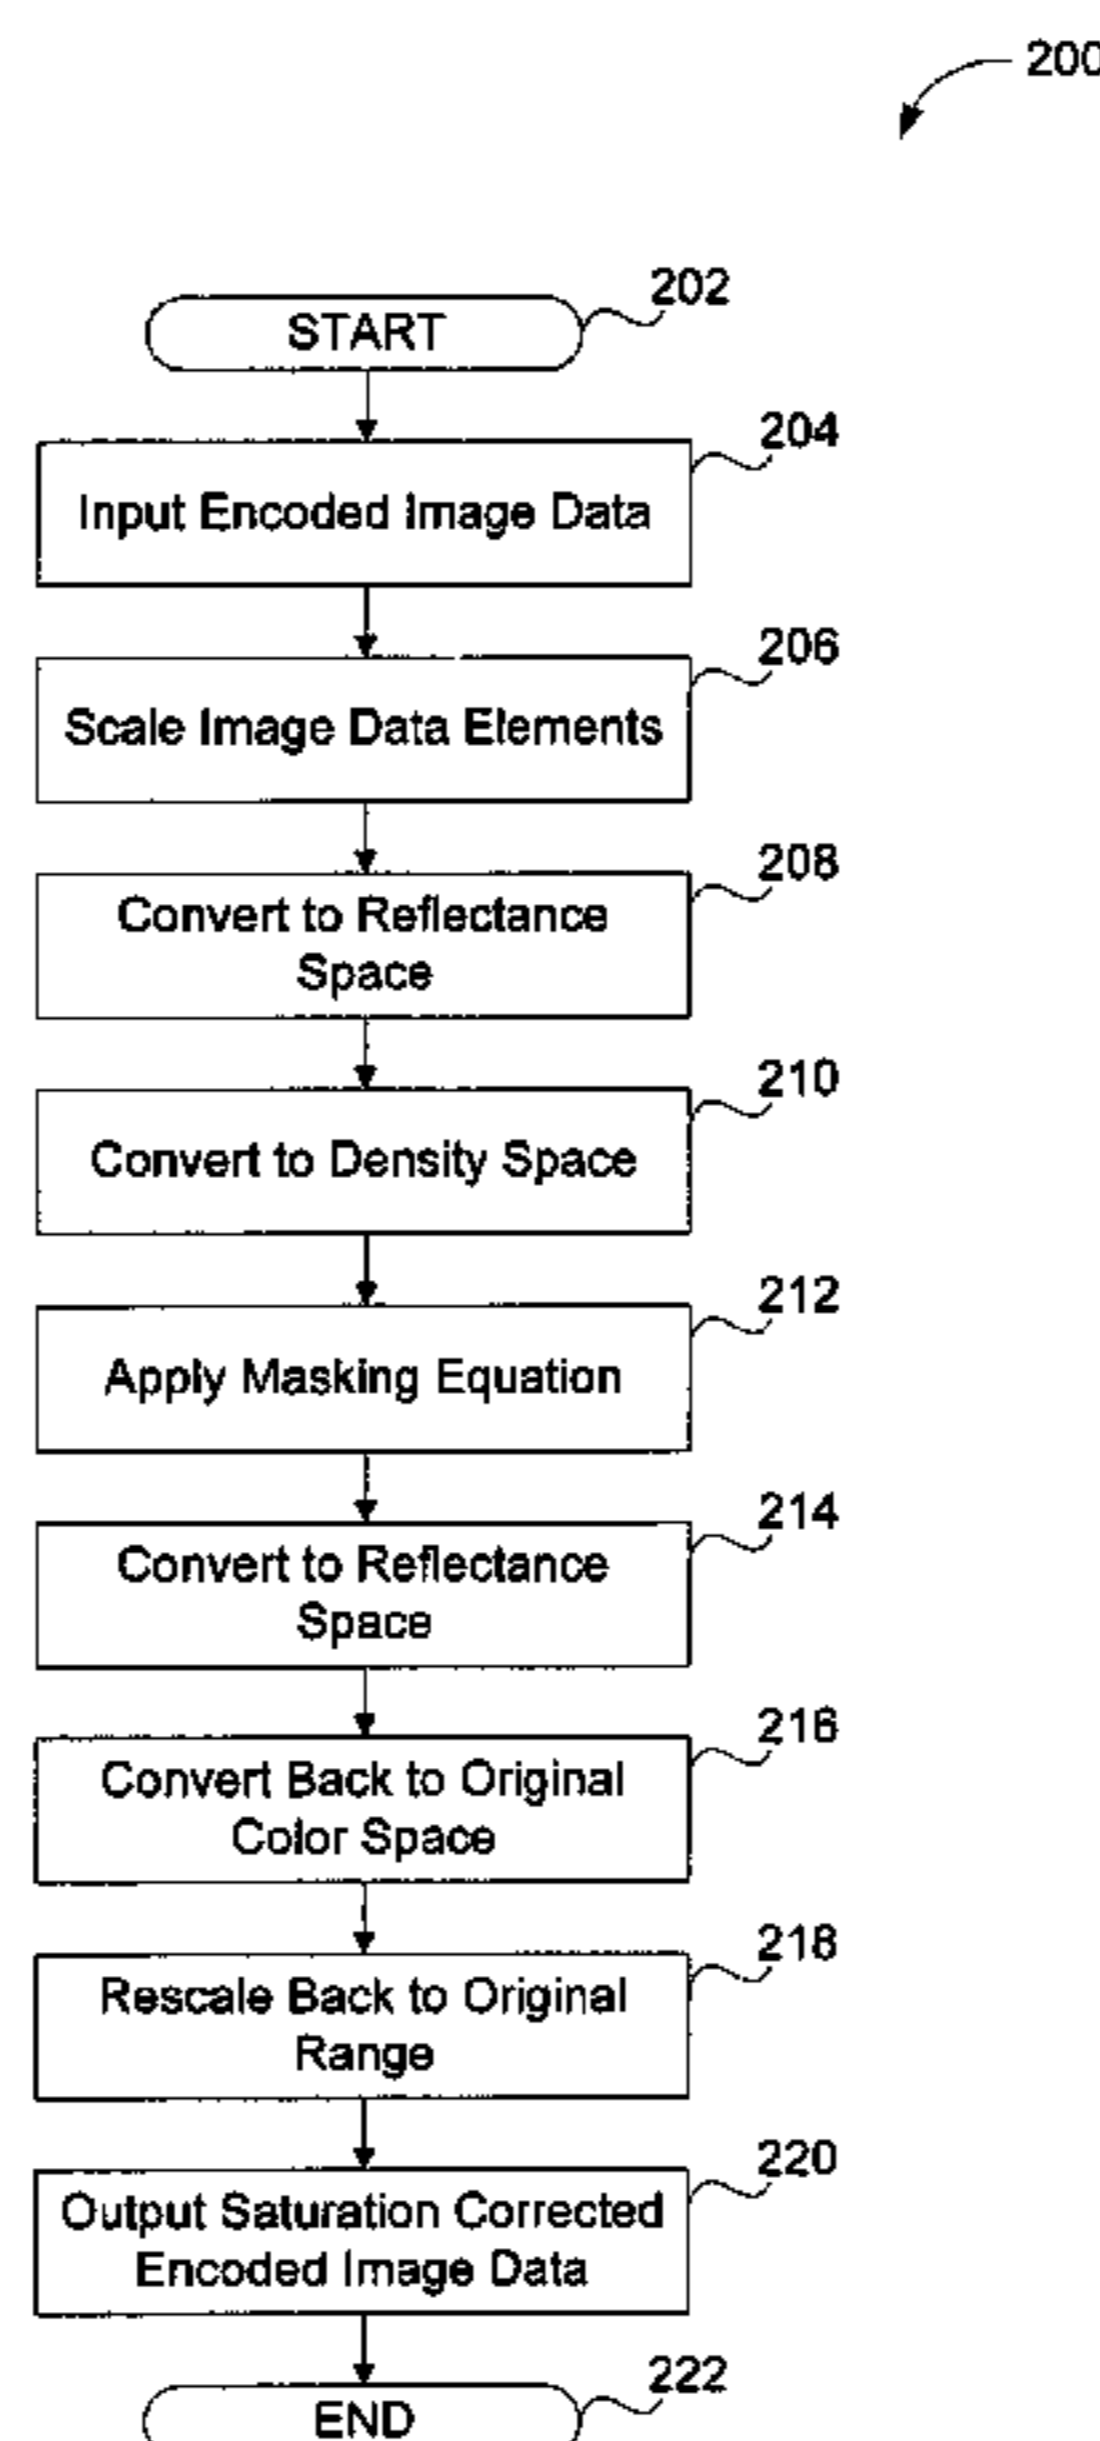 200
START
202
204
Input Encoded Image Data
206
Scale Image Data Elements
208
Convert to Reflectance
Space
210
Convert to Density Space
212
Apply Masking Equation
214
Convert to Reflectance
Space
216
Convert Back to Original
Color Space
218
Rescale Back to Original
Range
220
Output Saturation Corrected
Encoded Image Data
222
END